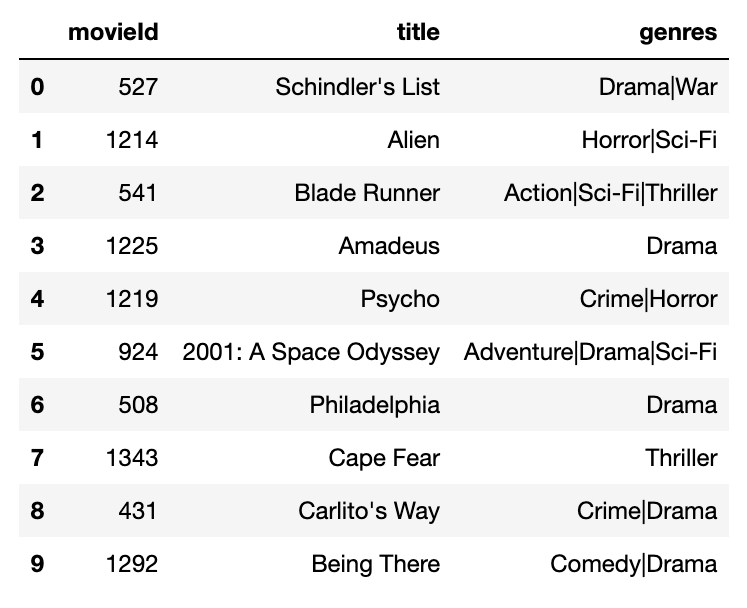 movieId title genres
0 527 Schindler's List Drama|War
1 1214 Alien Horror|Sci-Fi
2 541 Blade Runner Action|Sci-Fi|Thriller
3 1225 Amadeus Drama
4 1219 Psycho Crime|Horror
5 924 2001: A Space Odyssey Adventure|Drama|Sci-Fi
6 508 Philadelphia Drama
7 1343 Cape Fear Thriller
8 431 Carlito's Way Crime|Drama
9 1292 Being There Comedy|Drama